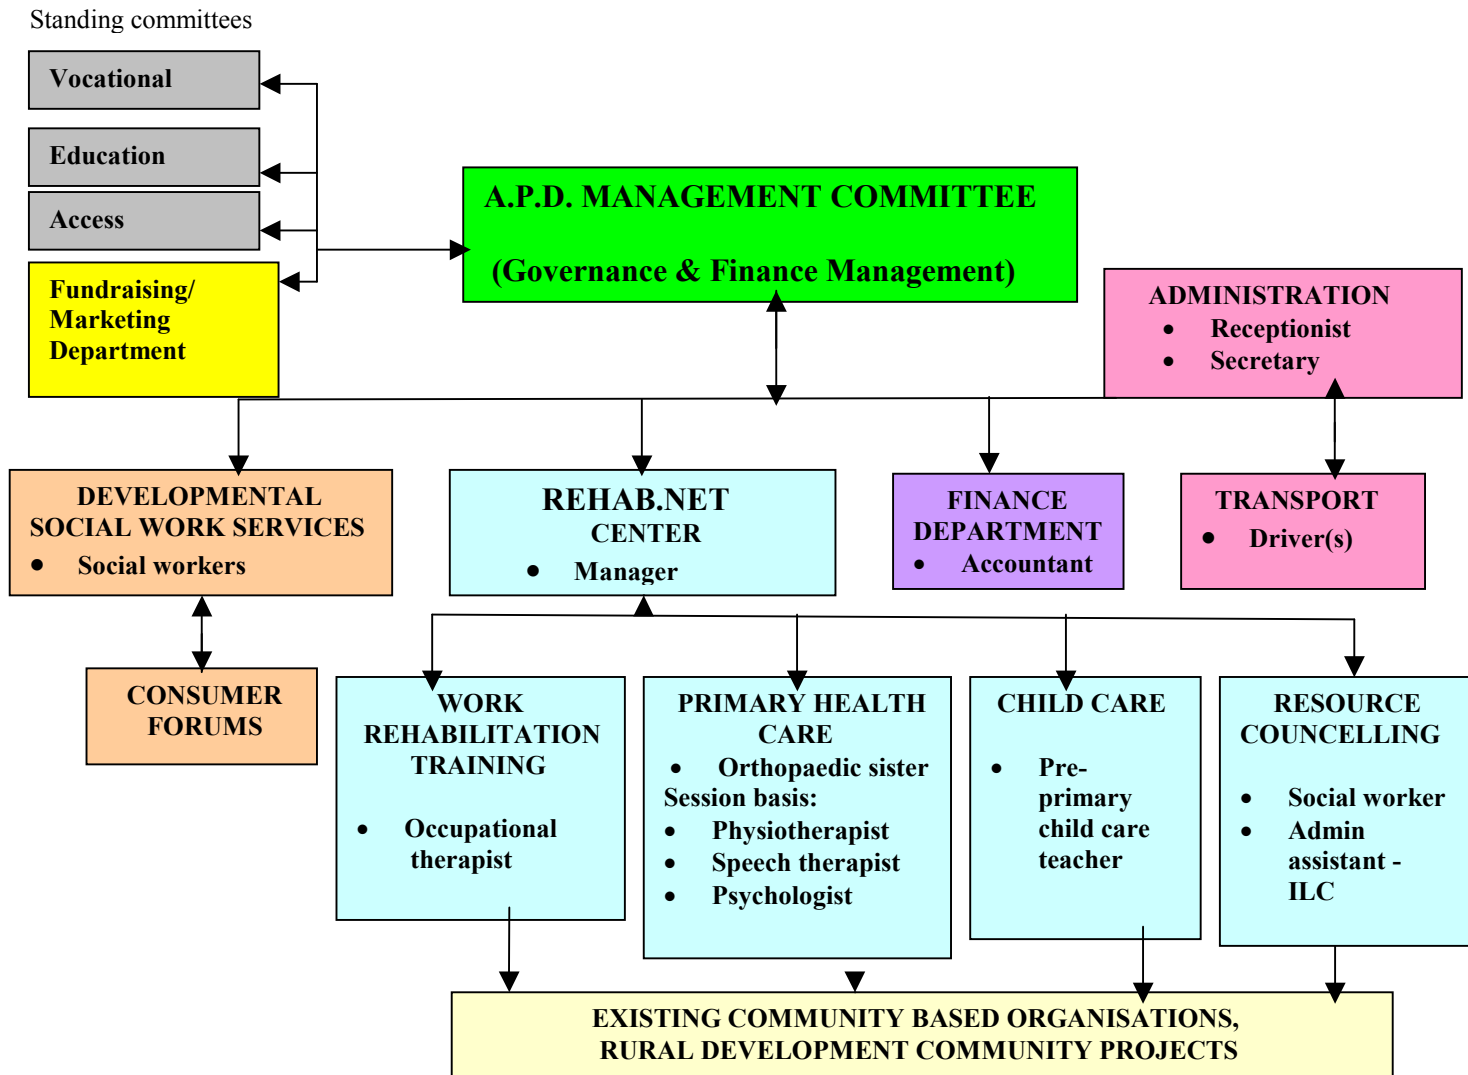 Standing committees
Vocational
Education
Access
Fundraising/
Marketing
Department
A.P.D. MANAGEMENT COMMITTEE
(Governance & Finance Management)
ADMINISTRATION
• Receptionist
• Secretary
DEVELOPMENTAL
SOCIAL WORK SERVICES
• Social workers
REHAB.NET
CENTER
• Manager
FINANCE
DEPARTMENT
• Accountant
TRANSPORT
• Driver(s)
CONSUMER
FORUMS
WORK
REHABILITATION
TRAINING
• Occupational
therapist
PRIMARY HEALTH
CARE
• Orthopaedic sister
Session basis:
• Physiotherapist
• Speech therapist
• Psychologist
CHILD CARE
• Pre-
primary
child care
teacher
RESOURCE
COUNCELLING
• Social worker
• Admin
assistant -
ILC
EXISTING COMMUNITY BASED ORGANISATIONS,
RURAL DEVELOPMENT COMMUNITY PROJECTS